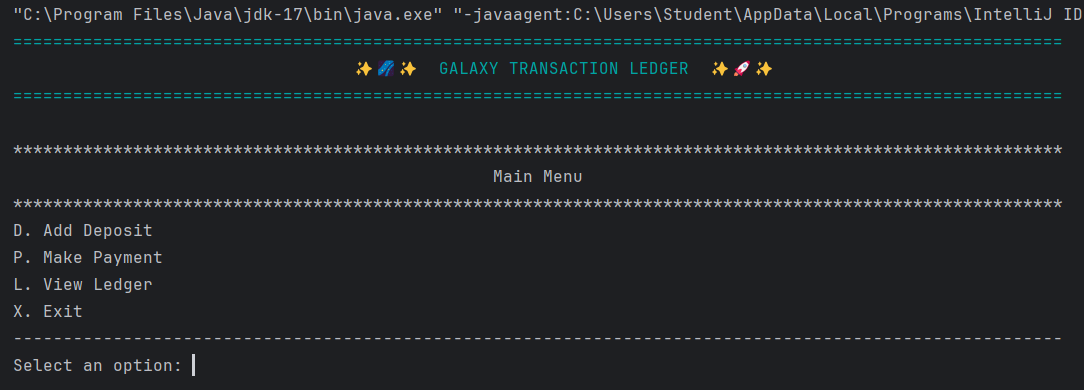 "C:\Program Files\Java\jdk-17\bin\java.exe" "-javaagent:C:\Users\Student\AppData\Local\Programs\IntelliJ ID
=========================================================================================================
✨🌌✨  GALAXY TRANSACTION LEDGER  ✨🚀✨
=========================================================================================================
*********************************************************************************************************
Main Menu
*********************************************************************************************************
D. Add Deposit
P. Make Payment
L. View Ledger
X. Exit
---------------------------------------------------------------------------------------------------------
Select an option: